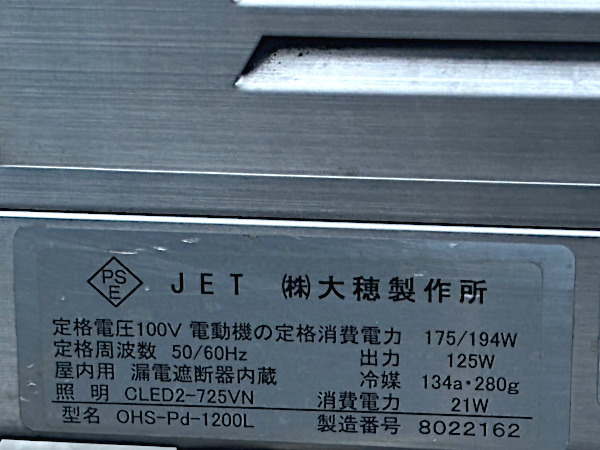 PS E JET ㈱大穂製作所
定格電圧100V 電動機の定格消費電力 175/194W
定格周波数 50/60Hz 出力 125W
屋内用 漏電遮断器内蔵 冷媒 134a・280g
照明 CLED2-725VN 消費電力 21W
型名 OHS-Pd-1200L 製造番号 8022162